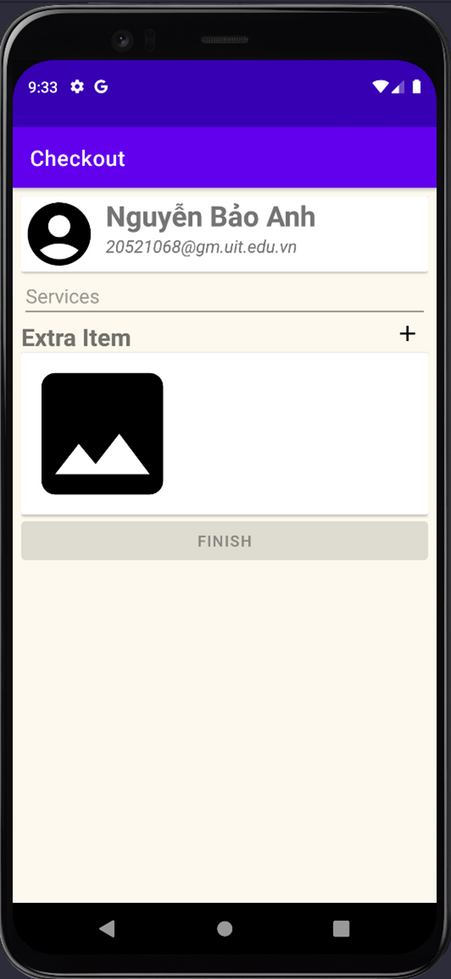 9:33 G
Checkout
Nguyễn Bảo Anh
20521068@gm.uit.edu.vn
Services
Extra Item +
FINISH